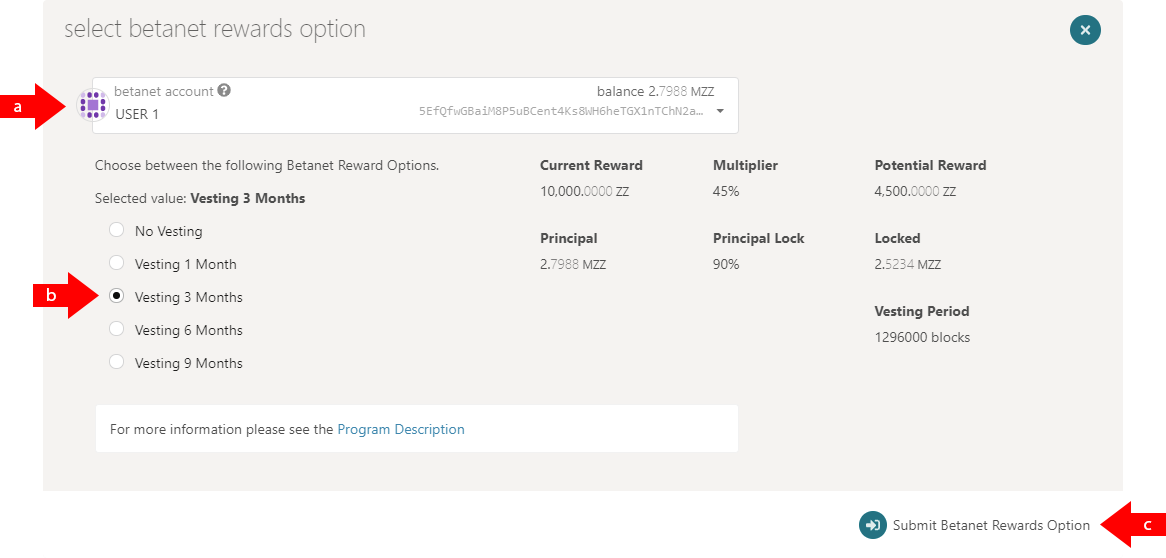 select betanet rewards option
a
betanet account ? balance 2.7988 MZZ
USER 1 5EfQfwGBaiM8P5uBCent4Ks8WH6heTGX1nTChN2a…
Choose between the following Betanet Reward Options.
Selected value: Vesting 3 Months
No Vesting
Vesting 1 Month
b
Vesting 3 Months
Vesting 6 Months
Vesting 9 Months
Current Reward Multiplier Potential Reward
10,000.0000 ZZ 45% 4,500.0000 ZZ
Principal Principal Lock Locked
2.7988 MZZ 90% 2.5234 MZZ
Vesting Period
1296000 blocks
For more information please see the Program Description
Submit Betanet Rewards Option
c